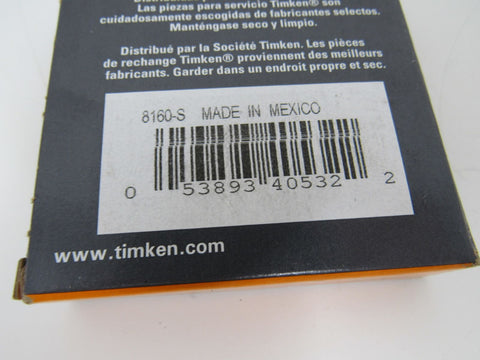 Las piezas para servicio Timken® son
cuidadosamente escogidas de fabricantes selectos.
Manténgase seco y limpio.
Distribué par la Société Timken. Les pièces
de rechange Timken® proviennent des meilleurs
fabricants. Garder dans un endroit propre et sec.
8160-S MADE IN MEXICO
0 53893 40532 2
www.timken.com